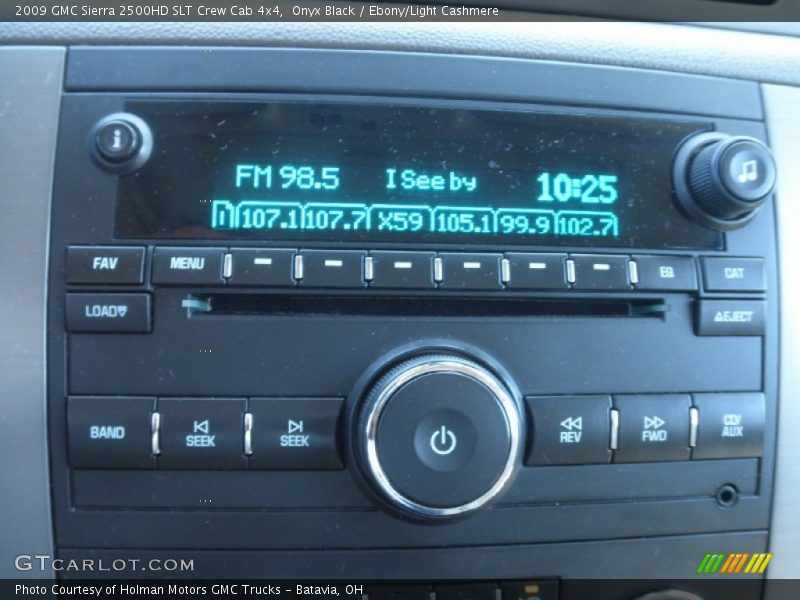 2009 GMC Sierra 2500HD SLT Crew Cab 4x4, Onyx Black / Ebony/Light Cashmere
i
FM 98.5 I See by 10:25
107.1 107.7 X59 105.1 99.9 102.7
FAV MENU EQ CAT
LOAD EJECT
BAND SEEK SEEK REV FWD CD/AUX
GTCARLOT.COM
Photo Courtesy of Holman Motors GMC Trucks - Batavia, OH